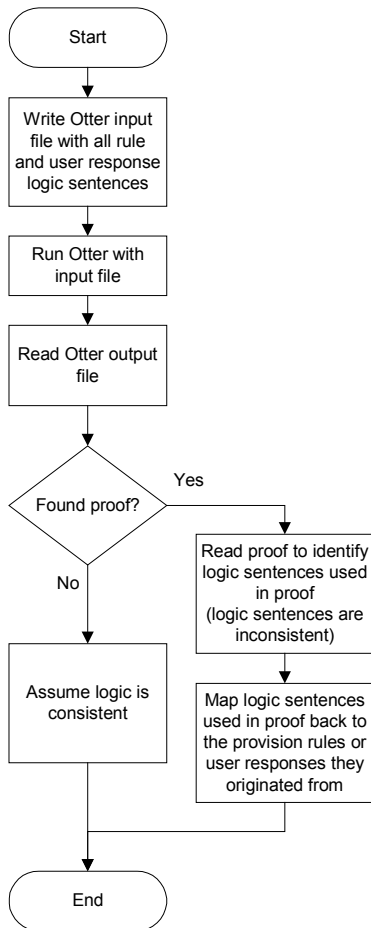 Start
Write Otter input
file with all rule
and user response
logic sentences
Run Otter with
input file
Read Otter output
file
Found proof?
Yes
No
Read proof to identify
logic sentences used
in proof
(logic sentences are
inconsistent)
Assume logic is
consistent
Map logic sentences
used in proof back to
the provision rules or
user responses they
originated from
End